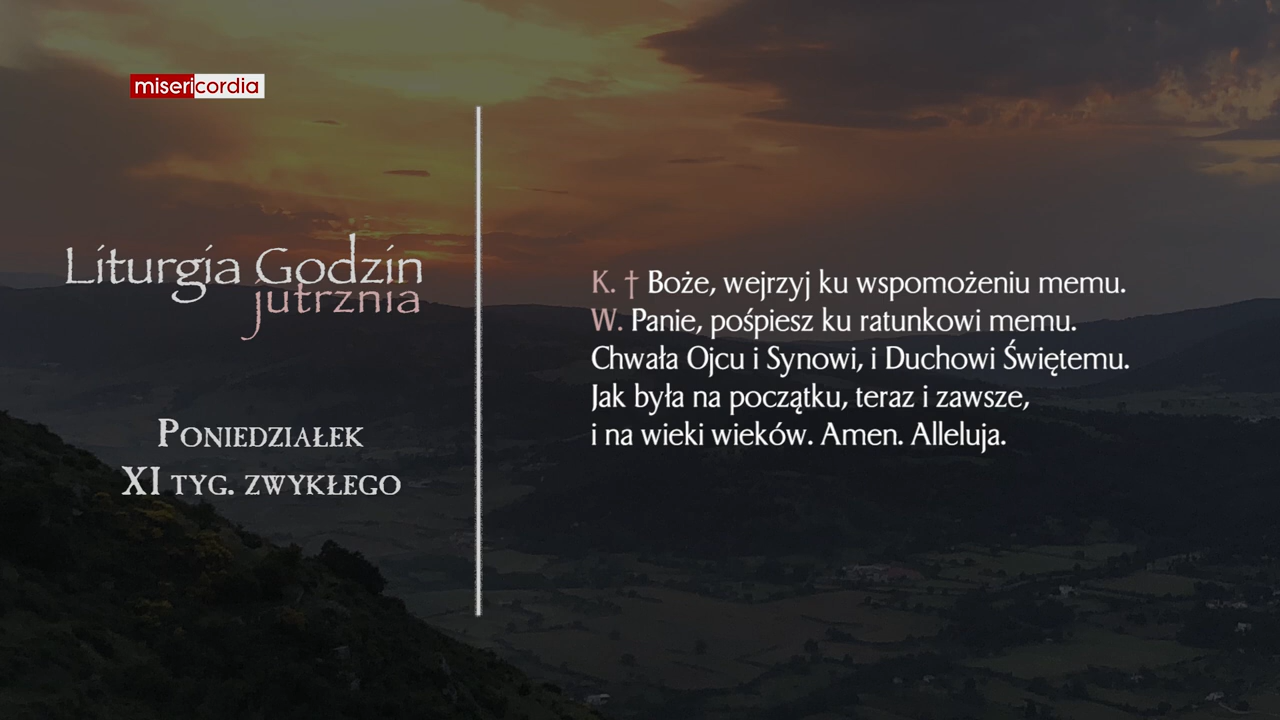 misericordia
Liturgia Godzin
jutrznia
Poniedziałek
XI tyg. zwykłego
K. † Boże, wejrzyj ku wspomożeniu memu.
W. Panie, pośpiesz ku ratunkowi memu.
Chwała Ojcu i Synowi, i Duchowi Świętemu.
Jak była na początku, teraz i zawsze,
i na wieki wieków. Amen. Alleluja.